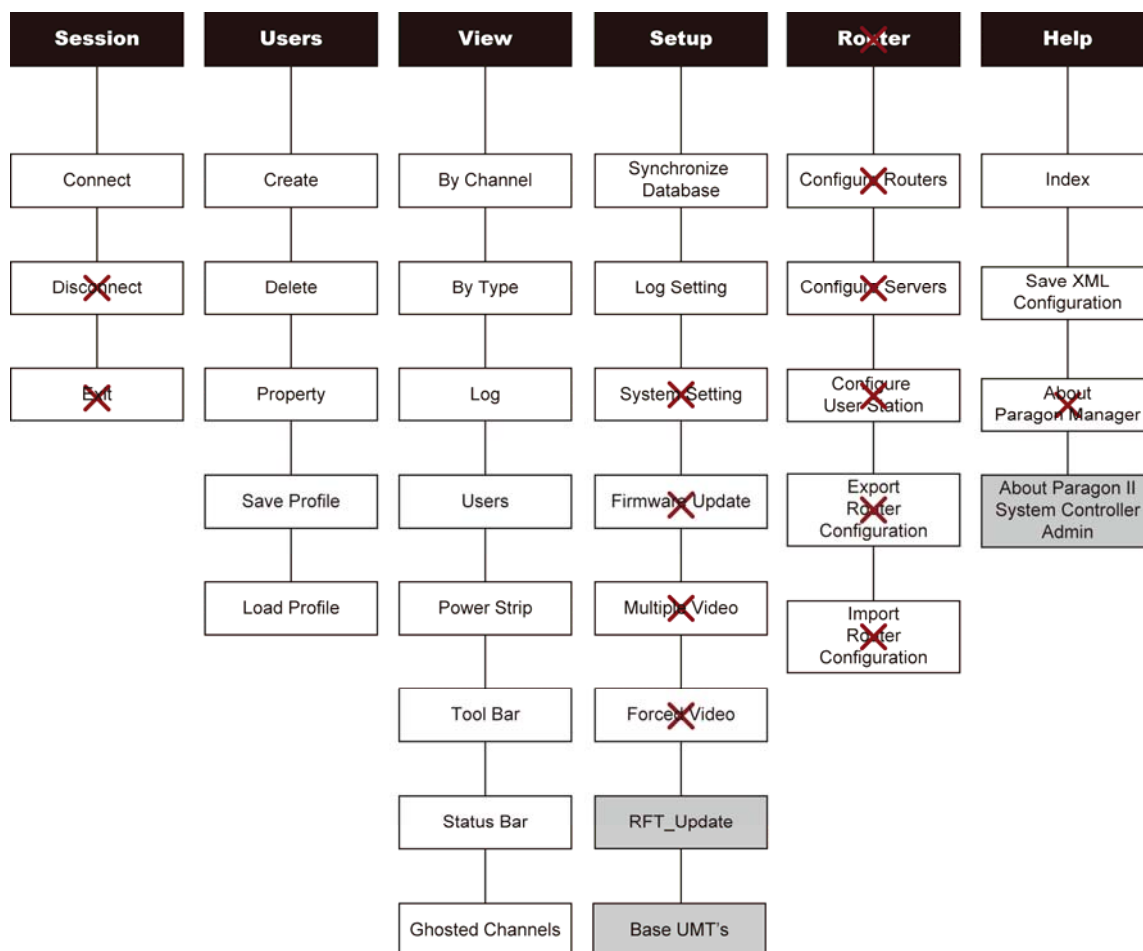 Session
Users
View
Setup
Router
Help
Connect
Create
By Channel
Synchronize
Database
Configure Routers
Index
Disconnect
Delete
By Type
Log Setting
Configure Servers
Save XML
Configuration
Exit
Property
Log
System Setting
Configure
User Station
About
Paragon Manager
Save Profile
Users
Firmware Update
Export
Router
Configuration
About Paragon II
System Controller
Admin
Load Profile
Power Strip
Multiple Video
Import
Router
Configuration
Tool Bar
Forced Video
Status Bar
RFT_Update
Ghosted Channels
Base UMT's